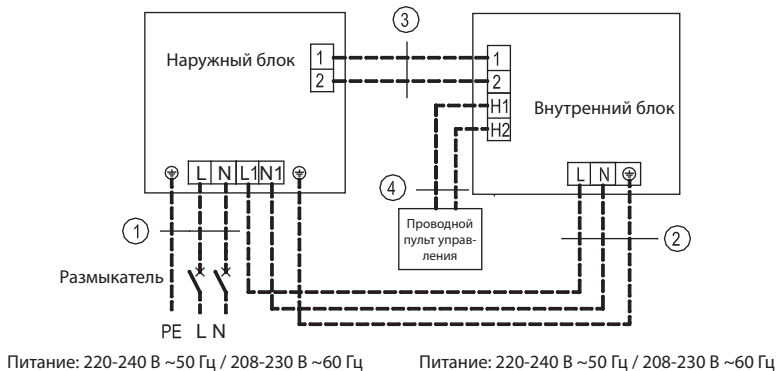 3
Наружный блок
1
2
1
2
H1
H2
Внутренний блок
L N L1 N1
4
L N
Проводной
пульт управ-
ления
1
2
Размыкатель
PE L N
Питание: 220-240 В ~50 Гц / 208-230 В ~60 Гц
Питание: 220-240 В ~50 Гц / 208-230 В ~60 Гц